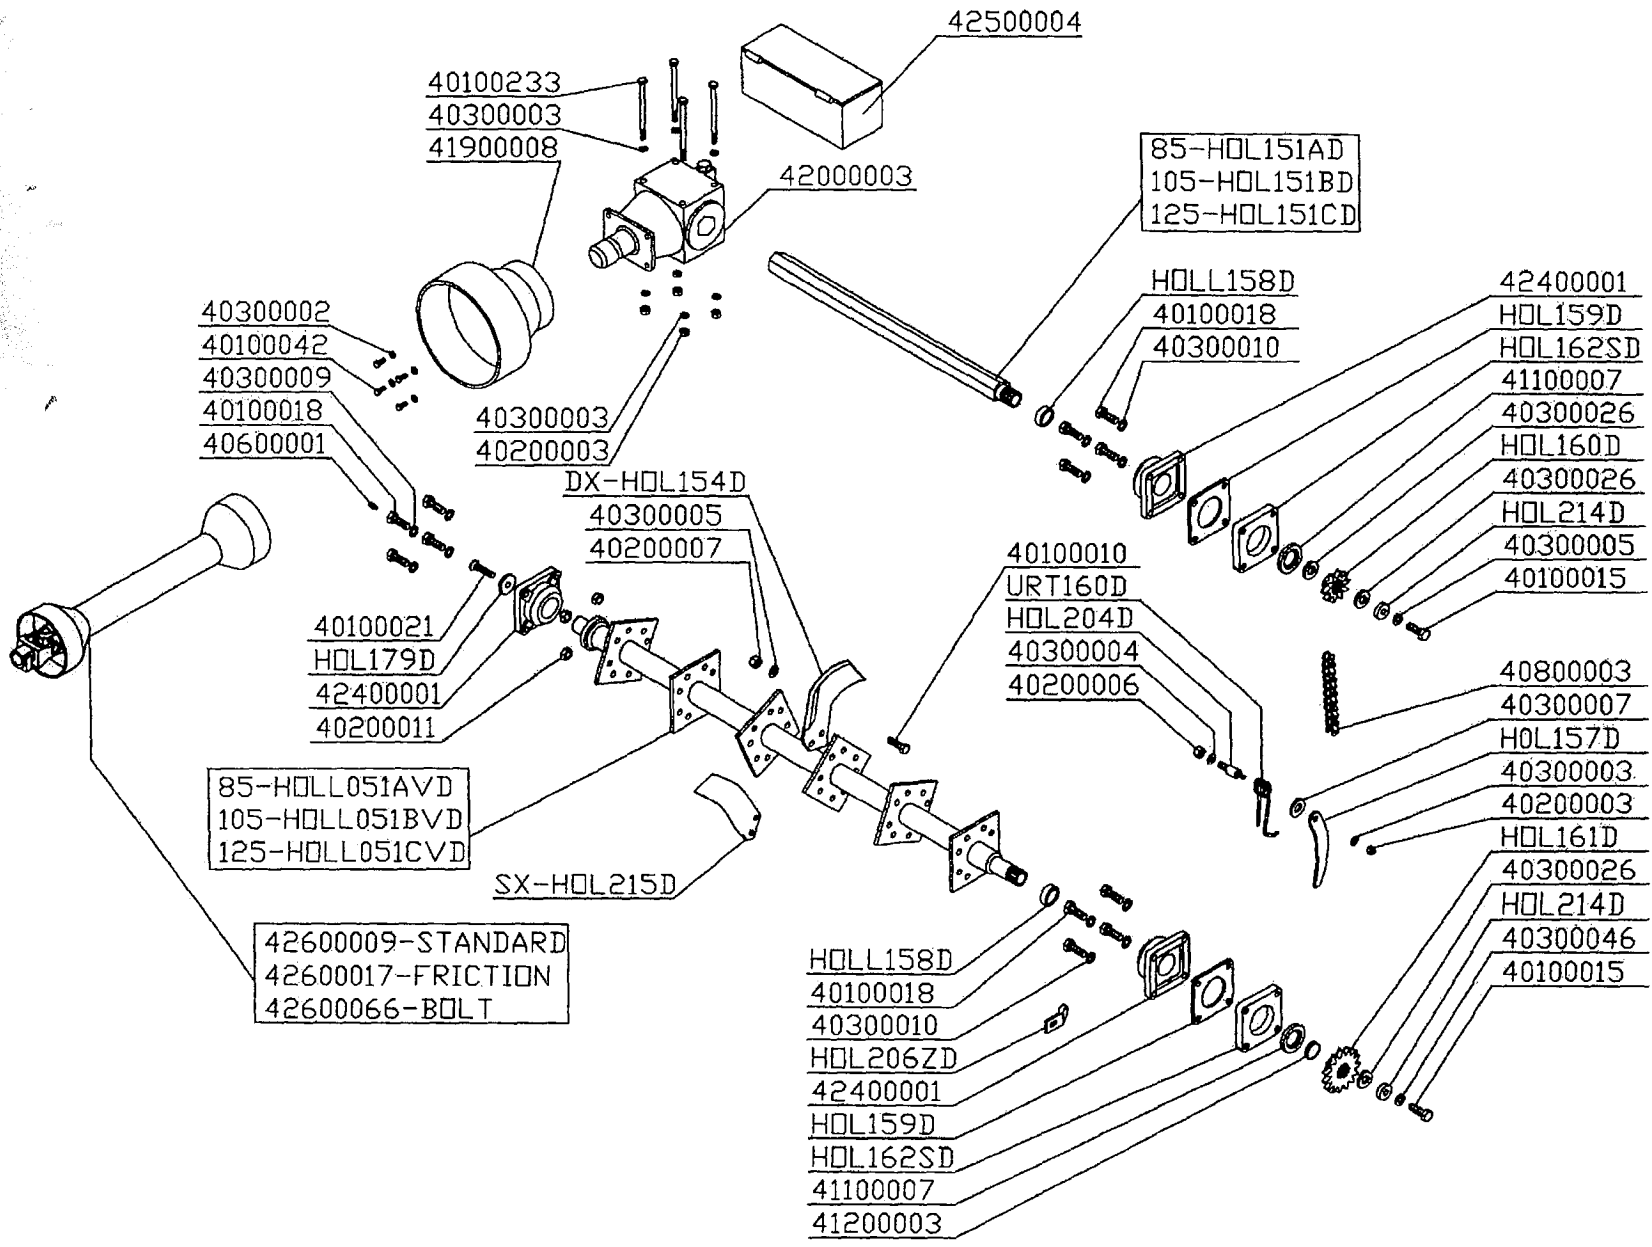 42500004
40100233
40300003
41900008
42000003
85-HOL151AD
105-HOL151BD
125-HOL151CD
HOLL158D
40100018
40300010
42400001
HOL159D
HOL162SD
41100007
40300026
HOL160D
40300026
HOL214D
40300005
40100015
40300002
40100042
40300009
40100018
40600001
40300003
40200003
DX-HOL154D
40300005
40200007
40100010
URT160D
HOL204D
40300004
40200006
40100021
HOL179D
42400001
40200011
40800003
40300007
HOL157D
40300003
40200003
HOL161D
40300026
HOL214D
40300046
40100015
85-HOLL051AVD
105-HOLL051BVD
125-HOLL051CVD
SX-HOL215D
42600009-STANDARD
42600017-FRICTION
42600066-BOLT
HOLL158D
40100018
40300010
HOL206ZD
42400001
HOL159D
HOL162SD
41100007
41200003